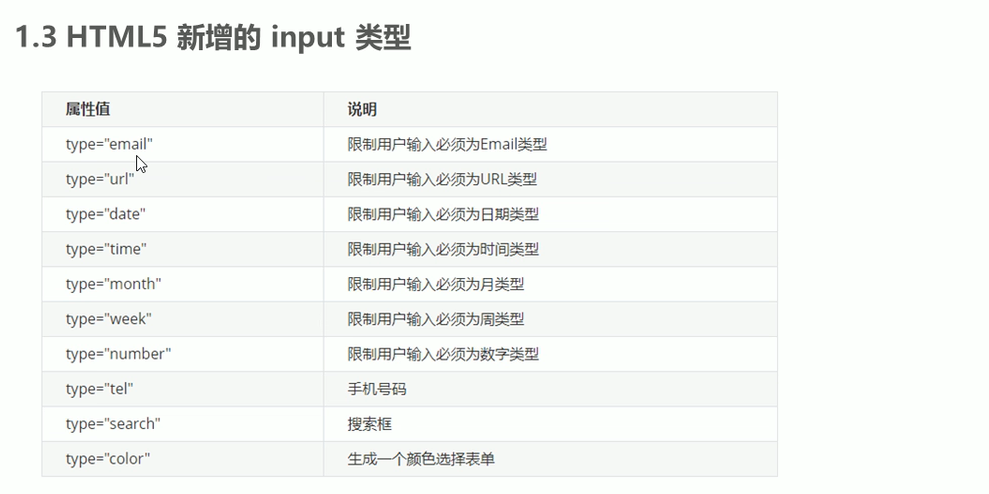 1.3 HTML5 新增的 input 类型
属性值 说明
type="email" 限制用户输入必须为Email类型
type="url" 限制用户输入必须为URL类型
type="date" 限制用户输入必须为日期类型
type="time" 限制用户输入必须为时间类型
type="month" 限制用户输入必须为月类型
type="week" 限制用户输入必须为周类型
type="number" 限制用户输入必须为数字类型
type="tel" 手机号码
type="search" 搜索框
type="color" 生成一个颜色选择表单